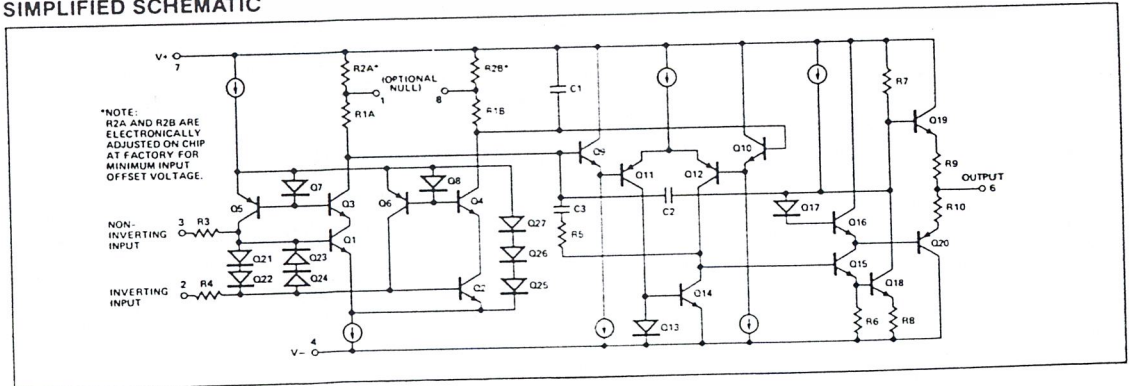 SIMPLIFIED SCHEMATIC
V+
7
R2A*
(OPTIONAL
NULL)
1
8
R2B*
R1A
R1B
C1
R7
Q19
*NOTE:
R2A AND R2B ARE
ELECTRONICALLY
ADJUSTED ON CHIP
AT FACTORY FOR
MINIMUM INPUT
OFFSET VOLTAGE.
Q9
Q10
Q11
Q12
R9
OUTPUT
6
R10
Q7
Q8
Q5
Q3
Q6
Q4
Q17
Q16
C3
C2
Q27
NON-
INVERTING
INPUT
3
R3
Q1
R5
Q20
Q21
Q23
Q26
Q15
Q22
Q24
Q25
INVERTING
INPUT
2
R4
Q2
Q14
Q18
Q13
R6
R8
V-
4